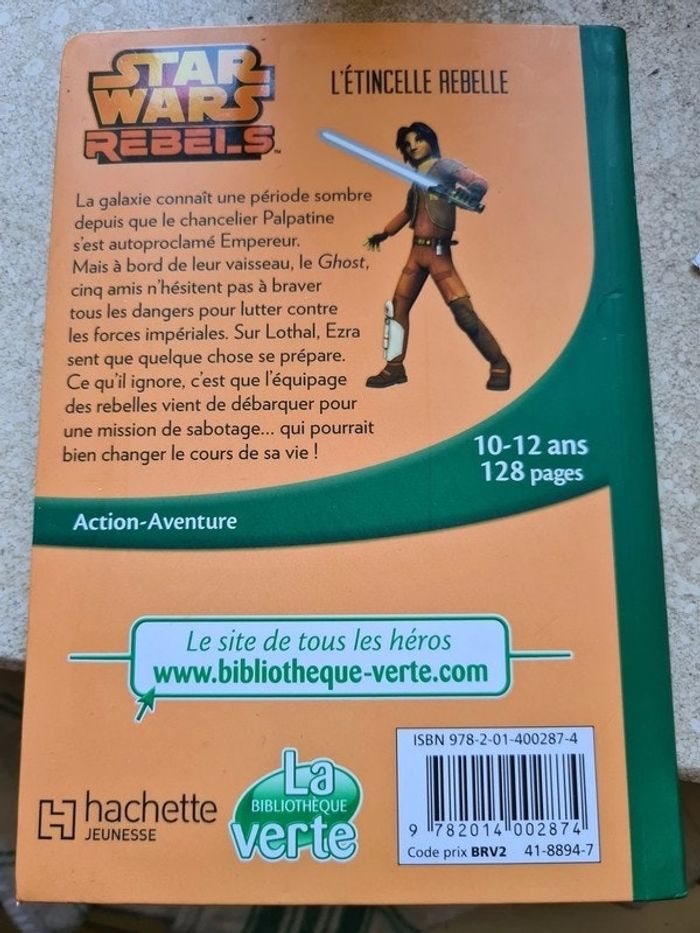 STAR
WARS
REBELS™
L'ÉTINCELLE REBELLE
La galaxie connaît une période sombre
depuis que le chancelier Palpatine
s'est autoproclamé Empereur.
Mais à bord de leur vaisseau, le Ghost,
cinq amis n'hésitent pas à braver
tous les dangers pour lutter contre
les forces impériales. Sur Lothal, Ezra
sent que quelque chose se prépare.
Ce qu'il ignore, c'est que l'équipage
des rebelles vient de débarquer pour
une mission de sabotage... qui pourrait
bien changer le cours de sa vie !
10-12 ans
128 pages
Action-Aventure
Le site de tous les héros
www.bibliotheque-verte.com
hachette
JEUNESSE
La
BIBLIOTHÈQUE
verte
ISBN 978-2-01-400287-4
9 782014 002874
Code prix BRV2 41-8894-7